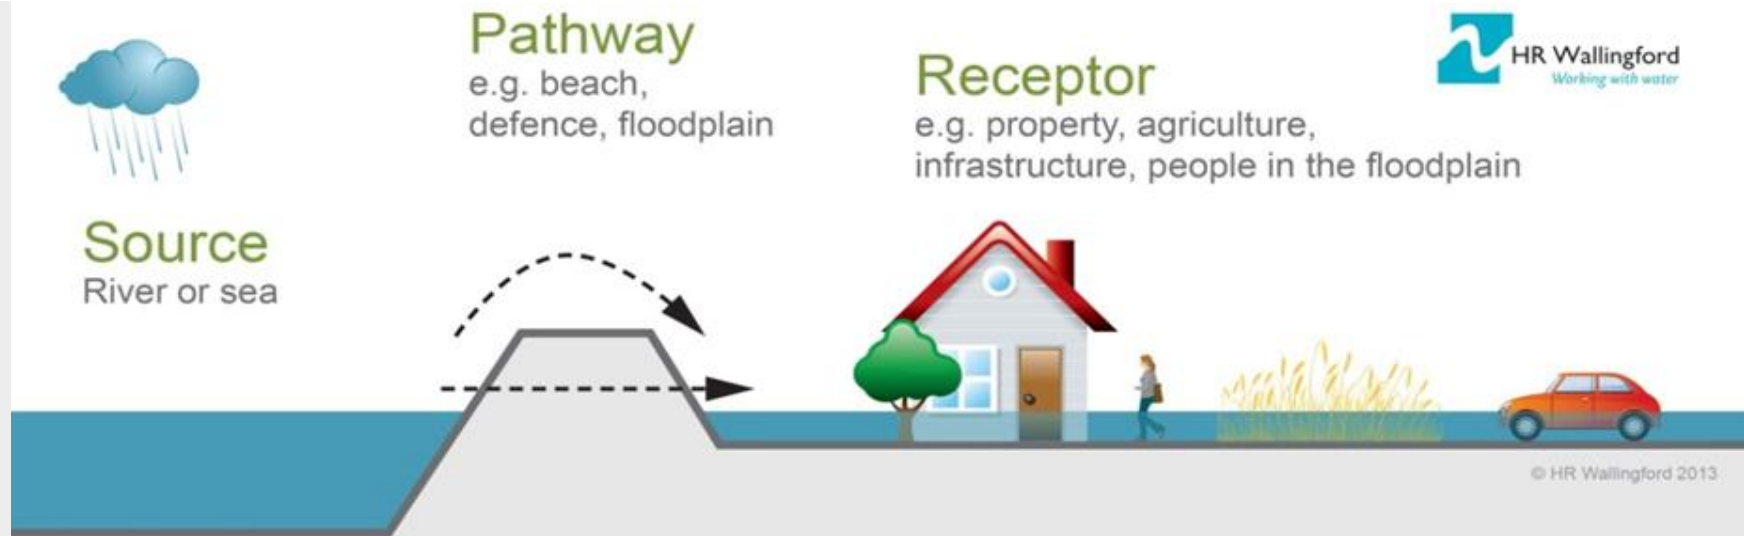 Source
River or sea
Pathway
e.g. beach,
defence, floodplain
Receptor
e.g. property, agriculture,
infrastructure, people in the floodplain
HR Wallingford
Working with water
© HR Wallingford 2013